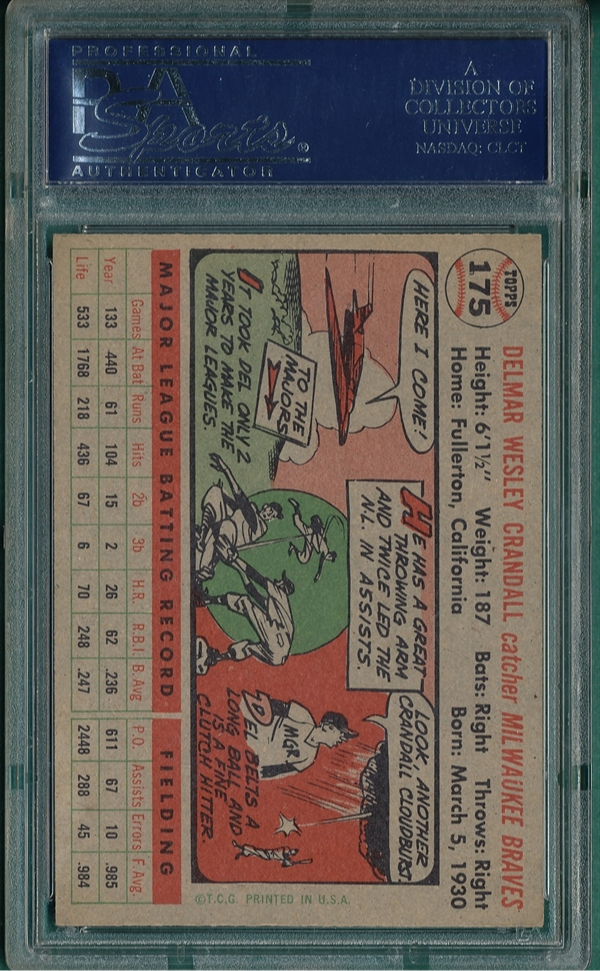 PROFESSIONAL
PSA
Sports®
AUTHENTICATOR
A
DIVISION OF
COLLECTORS
UNIVERSE
NASDAQ: CLCT
TOPPS
175
DELMAR WESLEY CRANDALL catcher MILWAUKEE BRAVES
Height: 6'1½" Weight: 187 Bats: Right Throws: Right
Home: Fullerton, California Born: March 5, 1930
HERE I COME!
TO THE
MAJORS
IT TOOK DEL ONLY 2
YEARS TO MAKE THE
MAJOR LEAGUES.
HE HAS A GREAT
THROWING ARM
AND TWICE LED THE
N.L. IN ASSISTS.
LOOK, ANOTHER
CRANDALL CLOUDBURST.
MGR
DEL BELTS A
LONG BALL AND
IS A FINE
CLUTCH HITTER.
MAJOR LEAGUE BATTING RECORD FIELDING
Games At Bat Runs Hits 2b 3b H.R. R.B.I. B. Avg P.O. Assists Errors F. Avg.
Year 133 440 61 104 15 2 26 62 .236 611 67 10 .985
Life 533 1768 218 436 67 6 70 248 .247 2448 288 45 .984
©T.C.G. PRINTED IN U.S.A.